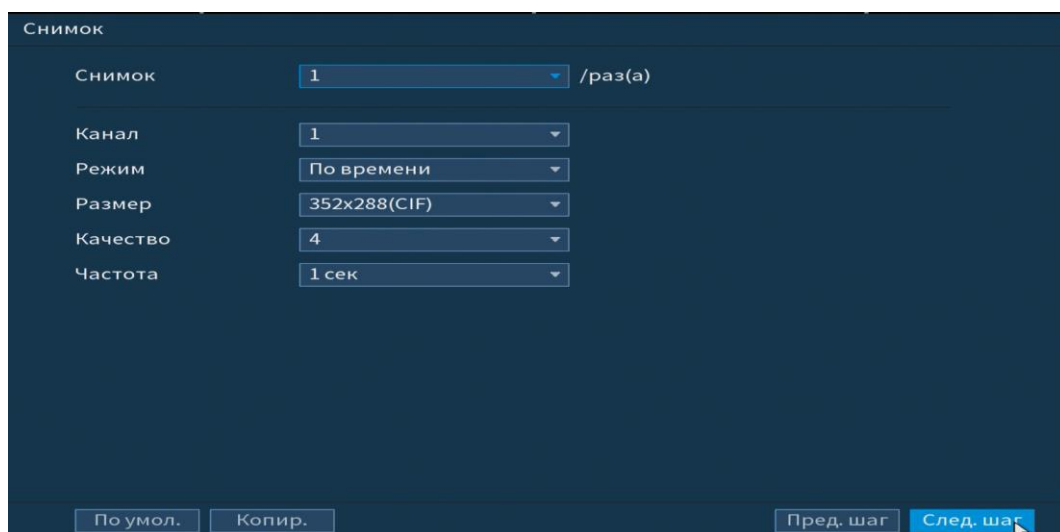 Снимок
Снимок 1 /раз(а)
Канал 1
Режим По времени
Размер 352x288(CIF)
Качество 4
Частота 1 сек
По умол. Копир. Пред. шаг След. шаг